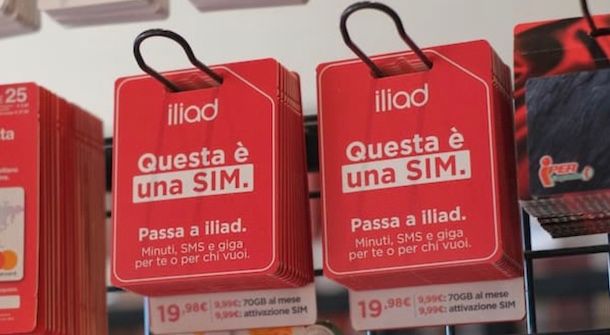 25
ta
iliad
Questa è
una SIM.
Passa a iliad.
Minuti, SMS e giga
per te o per chi vuoi.
19,98€
9,99€: 70GB al mese
9,99€: attivazione SIM
iliad
Questa è
una SIM.
Passa a iliad.
Minuti, SMS e giga
per te o per chi vuoi.
19,98€
9,99€: 70GB al mese
9,99€: attivazione SIM
iPER